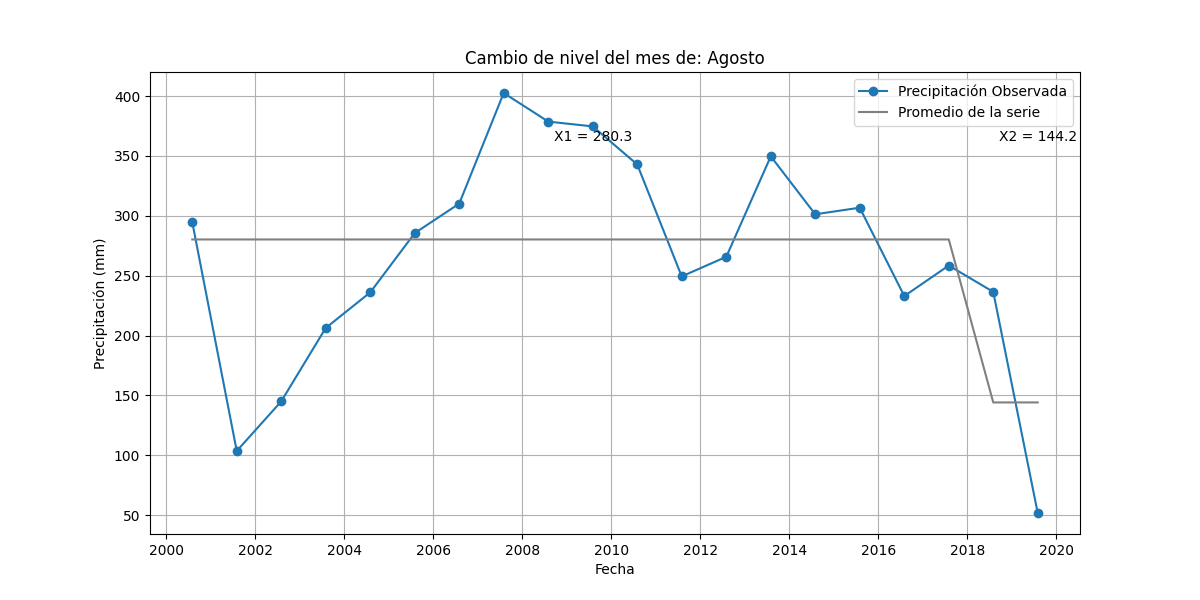 Cambio de nivel del mes de: Agosto
Precipitación Observada
Promedio de la serie
X1 = 280.3
X2 = 144.2
Precipitación (mm)
400
350
300
250
200
150
100
50
2000 2002 2004 2006 2008 2010 2012 2014 2016 2018 2020
Fecha